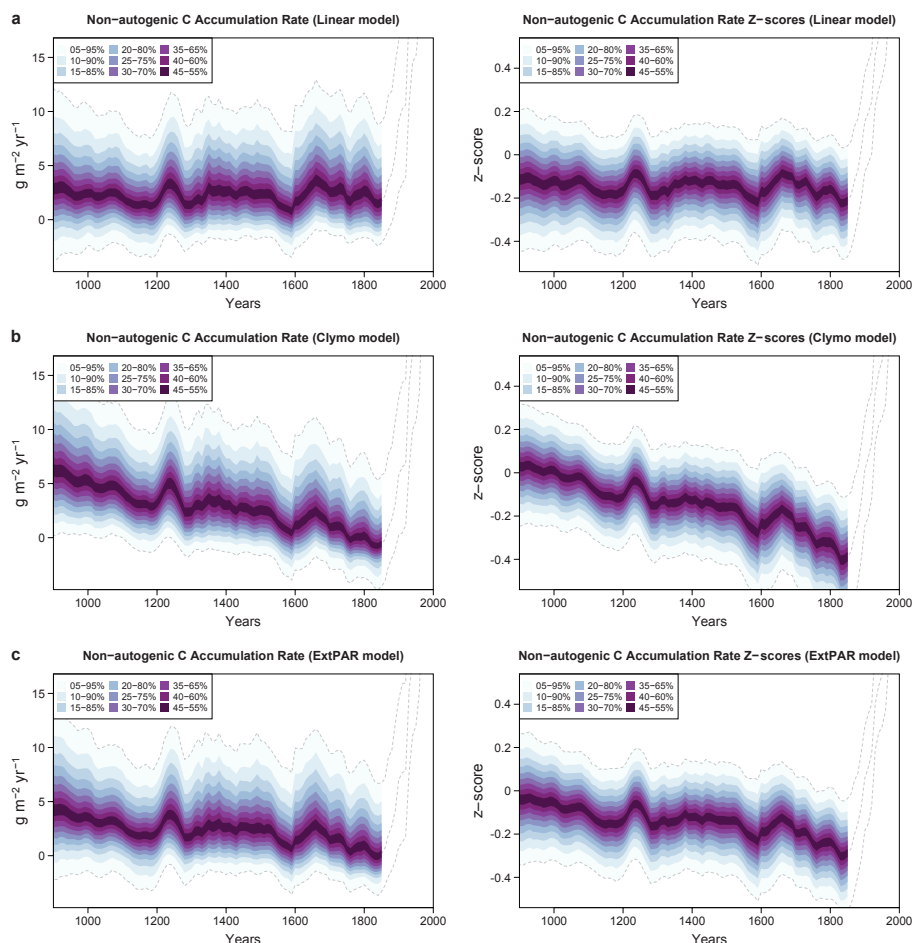 a
Non−autogenic C Accumulation Rate (Linear model)
05−95% 20−80% 35−65%
10−90% 25−75% 40−60%
15−85% 30−70% 45−55%
15
10
5
0
g m−2 yr−1
1000 1200 1400 1600 1800 2000
Years
Non−autogenic C Accumulation Rate Z−scores (Linear model)
05−95% 20−80% 35−65%
10−90% 25−75% 40−60%
15−85% 30−70% 45−55%
0.4
0.2
0
-0.2
-0.4
z−score
1000 1200 1400 1600 1800 2000
Years
b
Non−autogenic C Accumulation Rate (Clymo model)
05−95% 20−80% 35−65%
10−90% 25−75% 40−60%
15−85% 30−70% 45−55%
15
10
5
0
g m−2 yr−1
1000 1200 1400 1600 1800 2000
Years
Non−autogenic C Accumulation Rate Z−scores (Clymo model)
05−95% 20−80% 35−65%
10−90% 25−75% 40−60%
15−85% 30−70% 45−55%
0.4
0.2
0
-0.2
-0.4
z−score
1000 1200 1400 1600 1800 2000
Years
c
Non−autogenic C Accumulation Rate (ExtPAR model)
05−95% 20−80% 35−65%
10−90% 25−75% 40−60%
15−85% 30−70% 45−55%
15
10
5
0
g m−2 yr−1
1000 1200 1400 1600 1800 2000
Years
Non−autogenic C Accumulation Rate Z−scores (ExtPAR model)
05−95% 20−80% 35−65%
10−90% 25−75% 40−60%
15−85% 30−70% 45−55%
0.4
0.2
0
-0.2
-0.4
z−score
1000 1200 1400 1600 1800 2000
Years